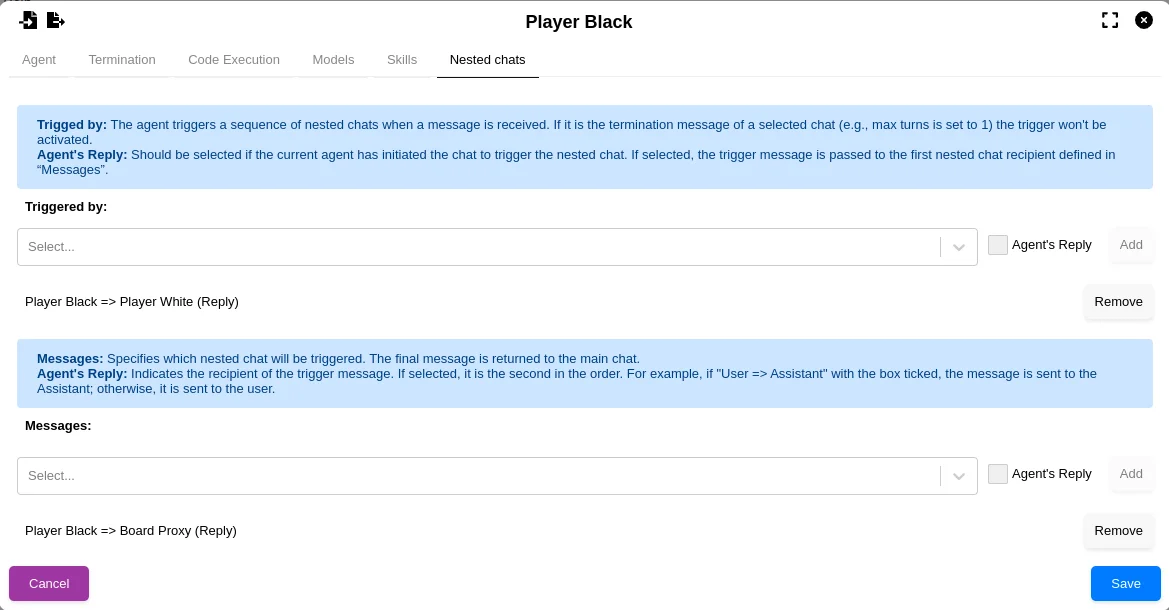 Player Black
Agent
Termination
Code Execution
Models
Skills
Nested chats
Trigged by: The agent triggers a sequence of nested chats when a message is received. If it is the termination message of a selected chat (e.g., max turns is set to 1) the trigger won't be
activated.
Agent's Reply: Should be selected if the current agent has initiated the chat to trigger the nested chat. If selected, the trigger message is passed to the first nested chat recipient defined in
“Messages”.
Triggered by:
Select...
Agent's Reply
Add
Player Black => Player White (Reply)
Remove
Messages: Specifies which nested chat will be triggered. The final message is returned to the main chat.
Agent's Reply: Indicates the recipient of the trigger message. If selected, it is the second in the order. For example, if "User => Assistant" with the box ticked, the message is sent to the
Assistant; otherwise, it is sent to the user.
Messages:
Select...
Agent's Reply
Add
Player Black => Board Proxy (Reply)
Remove
Cancel
Save